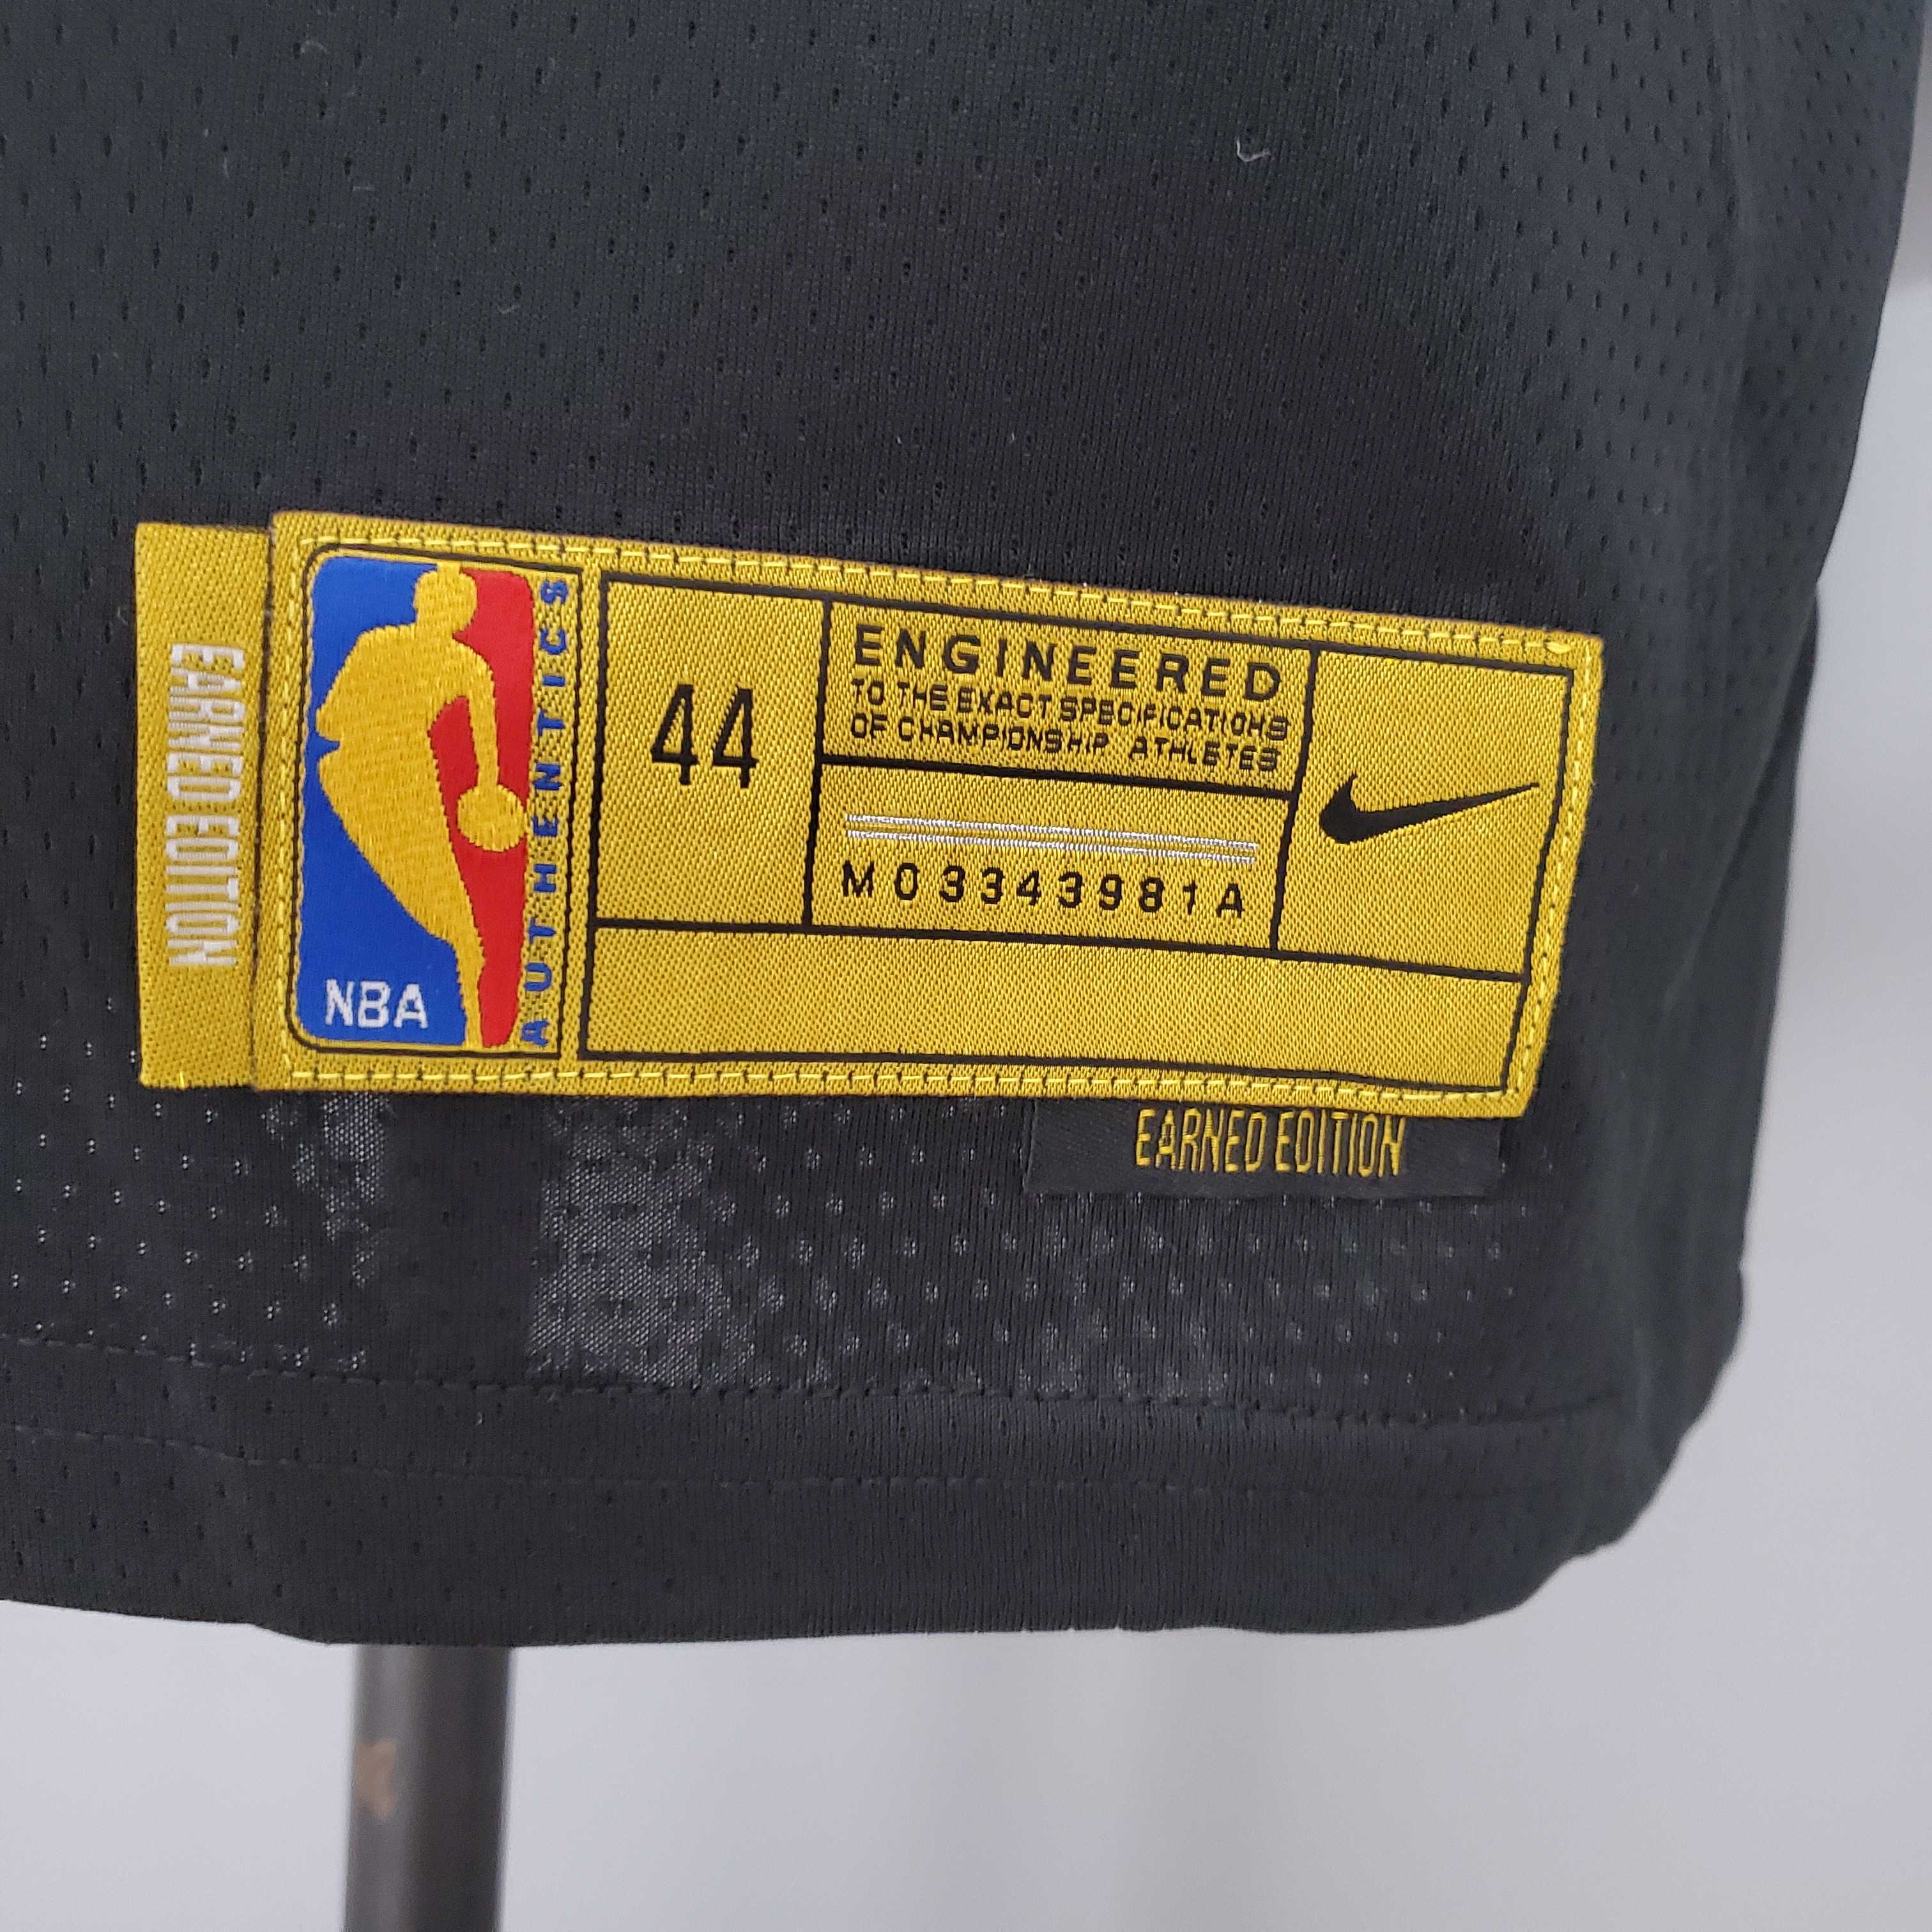 EARNED EDITION
NBA
AUTHENTICS
44
ENGINEERED
TO THE EXACT SPECIFICATIONS
OF CHAMPIONSHIP ATHLETES
M03343981A
EARNED EDITION